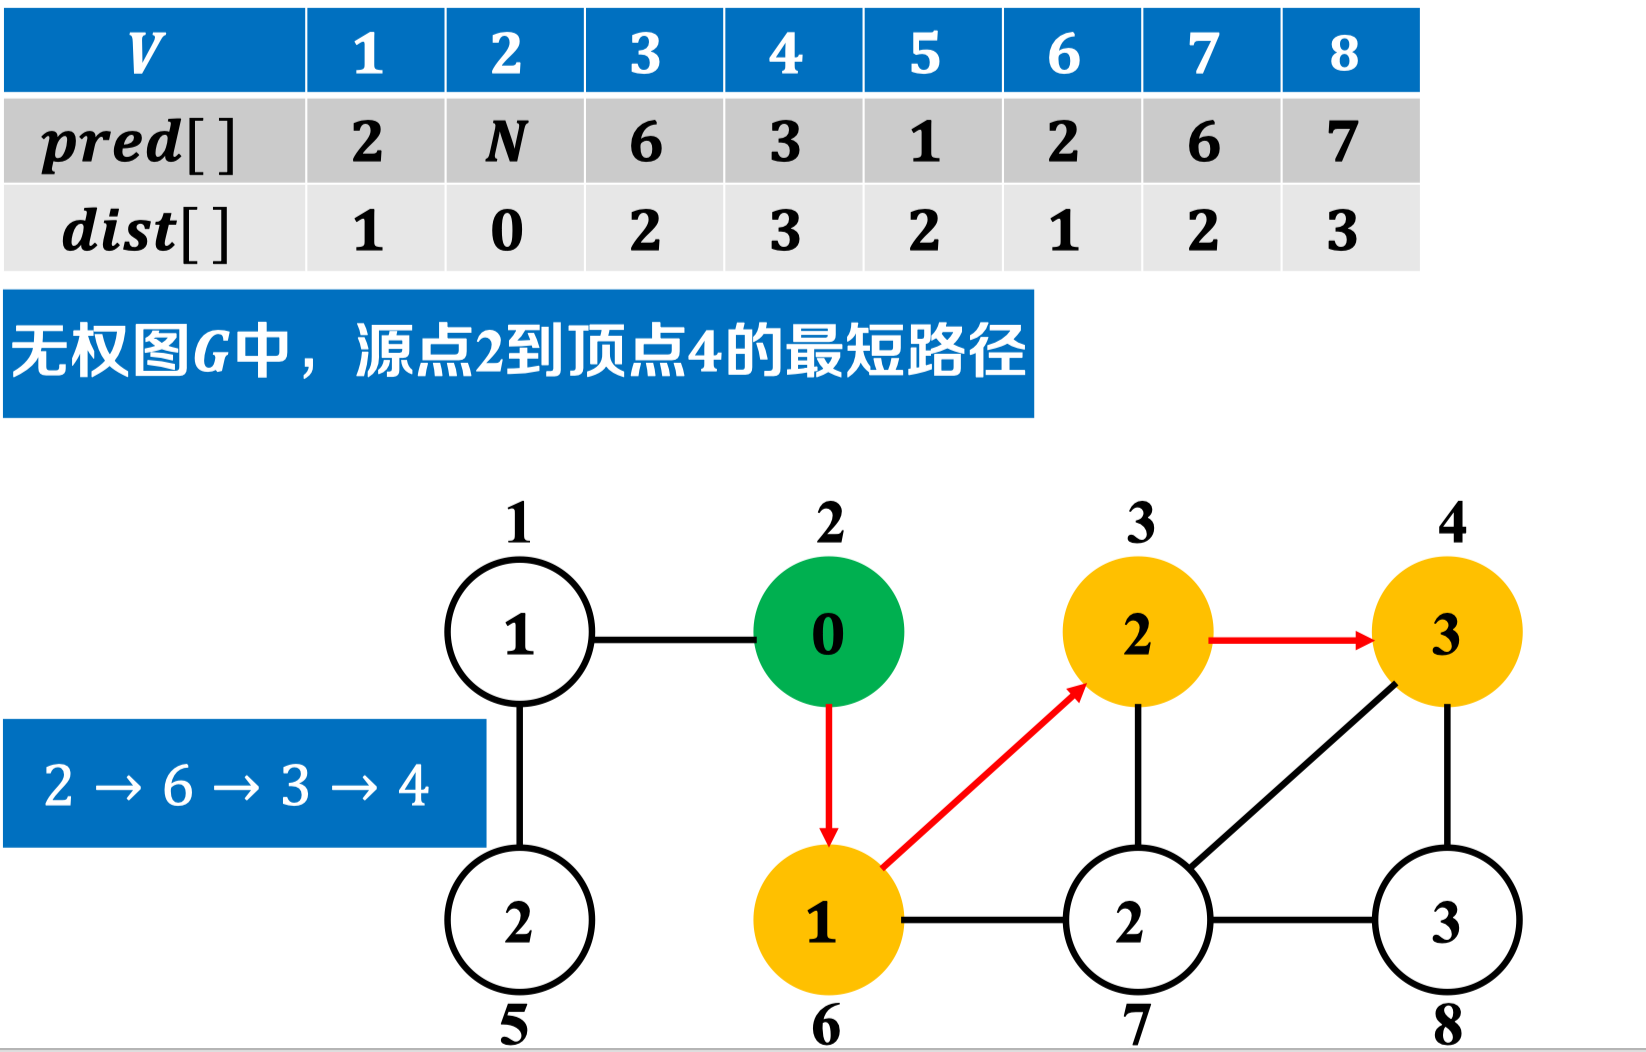 V 1 2 3 4 5 6 7 8
pred[ ] 2 N 6 3 1 2 6 7
dist[ ] 1 0 2 3 2 1 2 3
无权图G中，源点2到顶点4的最短路径
1 2 3 4
1 0 2 3
2 → 6 → 3 → 4
2 1 2 3
5 6 7 8